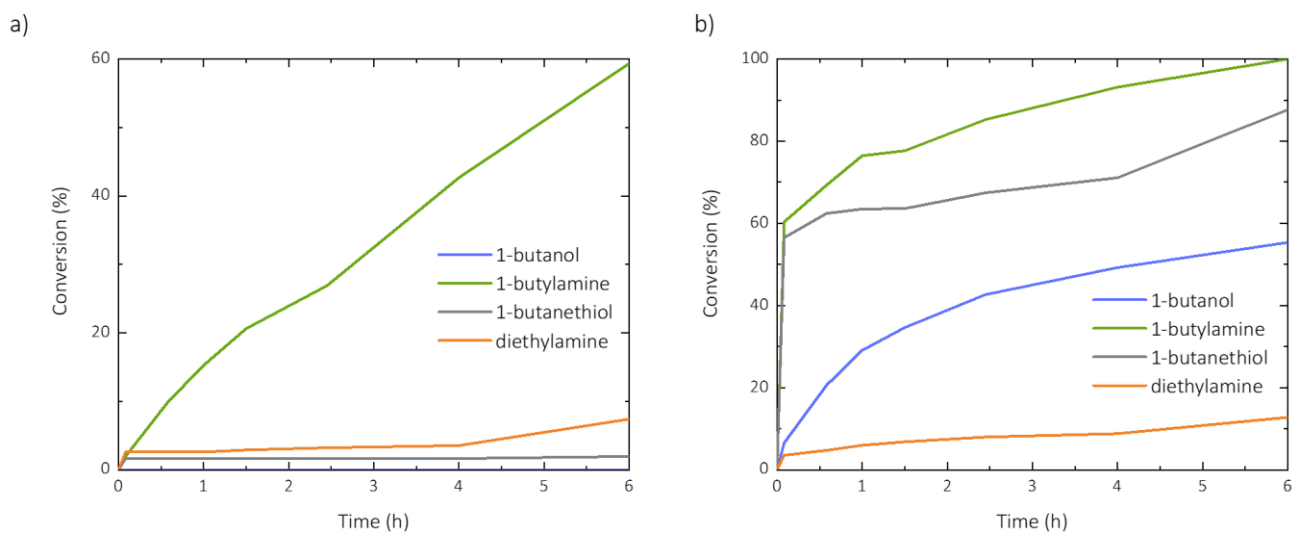 a)
60
40
20
0
Conversion (%)
1-butanol
1-butylamine
1-butanethiol
diethylamine
0 1 2 3 4 5 6
Time (h)
b)
100
80
60
40
20
0
Conversion (%)
1-butanol
1-butylamine
1-butanethiol
diethylamine
0 1 2 3 4 5 6
Time (h)